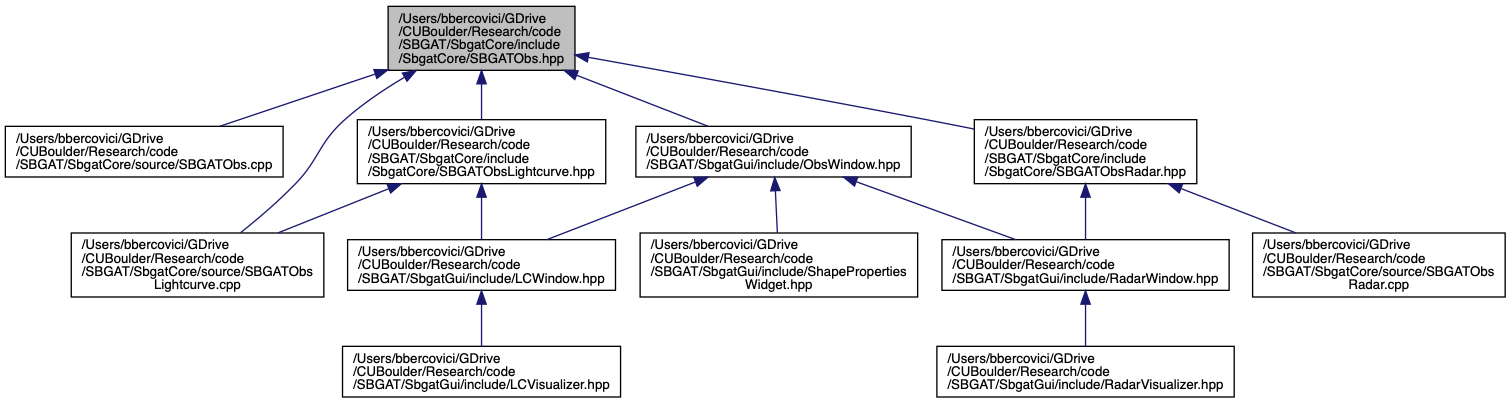 /Users/bbercovici/GDrive
/CUBoulder/Research/code
/SBGAT/SbgatCore/include
/SbgatCore/SBGATObs.hpp
/Users/bbercovici/GDrive
/CUBoulder/Research/code
/SBGAT/SbgatCore/source/SBGATObs.cpp
/Users/bbercovici/GDrive
/CUBoulder/Research/code
/SBGAT/SbgatCore/include
/SbgatCore/SBGATObsLightcurve.hpp
/Users/bbercovici/GDrive
/CUBoulder/Research/code
/SBGAT/SbgatGui/include/ObsWindow.hpp
/Users/bbercovici/GDrive
/CUBoulder/Research/code
/SBGAT/SbgatCore/include
/SbgatCore/SBGATObsRadar.hpp
/Users/bbercovici/GDrive
/CUBoulder/Research/code
/SBGAT/SbgatCore/source/SBGATObs
Lightcurve.cpp
/Users/bbercovici/GDrive
/CUBoulder/Research/code
/SBGAT/SbgatGui/include/LCWindow.hpp
/Users/bbercovici/GDrive
/CUBoulder/Research/code
/SBGAT/SbgatGui/include/ShapeProperties
Widget.hpp
/Users/bbercovici/GDrive
/CUBoulder/Research/code
/SBGAT/SbgatGui/include/RadarWindow.hpp
/Users/bbercovici/GDrive
/CUBoulder/Research/code
/SBGAT/SbgatCore/source/SBGATObs
Radar.cpp
/Users/bbercovici/GDrive
/CUBoulder/Research/code
/SBGAT/SbgatGui/include/LCVisualizer.hpp
/Users/bbercovici/GDrive
/CUBoulder/Research/code
/SBGAT/SbgatGui/include/RadarVisualizer.hpp